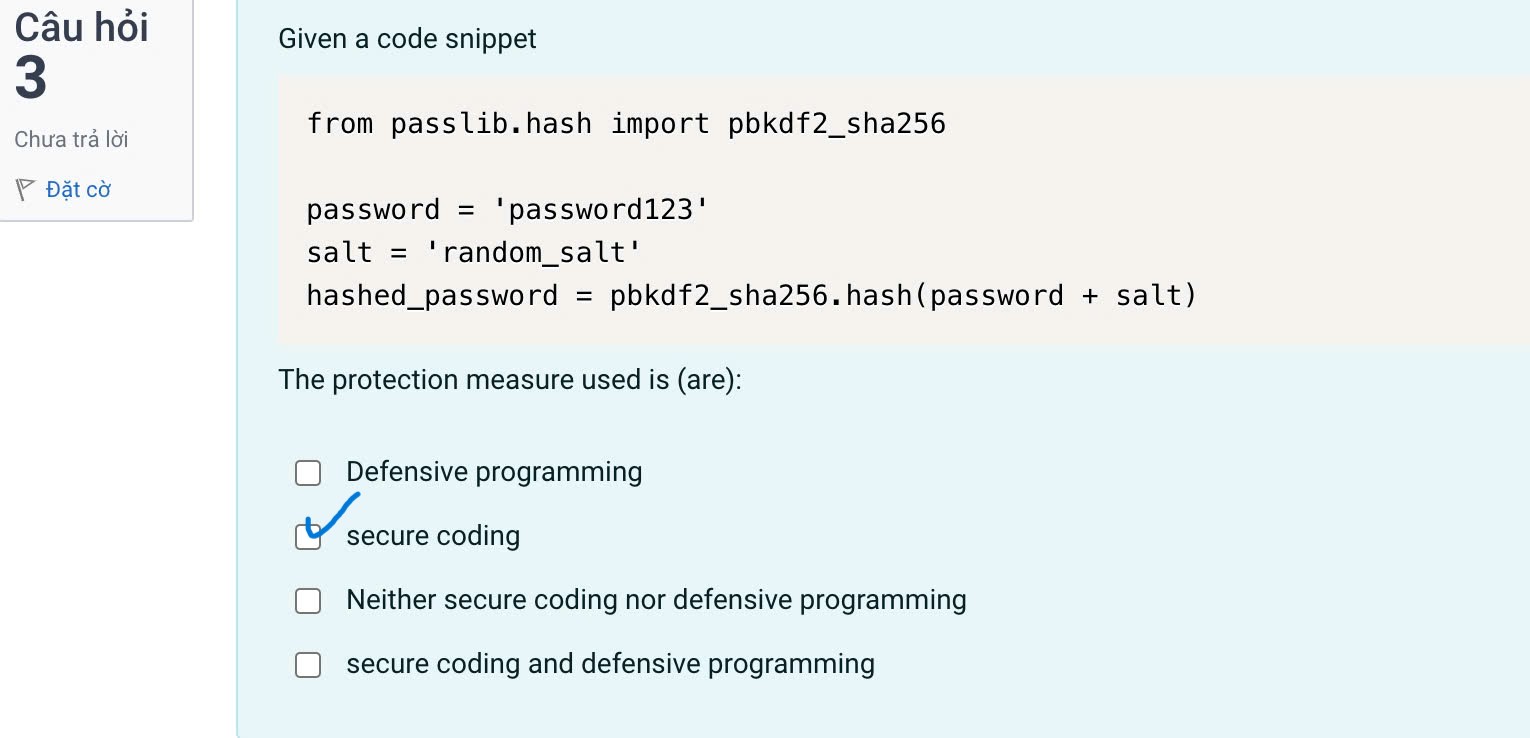 Câu hỏi
3
Chưa trả lời
Đặt cờ
Given a code snippet
from passlib.hash import pbkdf2_sha256
password = 'password123'
salt = 'random_salt'
hashed_password = pbkdf2_sha256.hash(password + salt)
The protection measure used is (are):
Defensive programming
secure coding
Neither secure coding nor defensive programming
secure coding and defensive programming